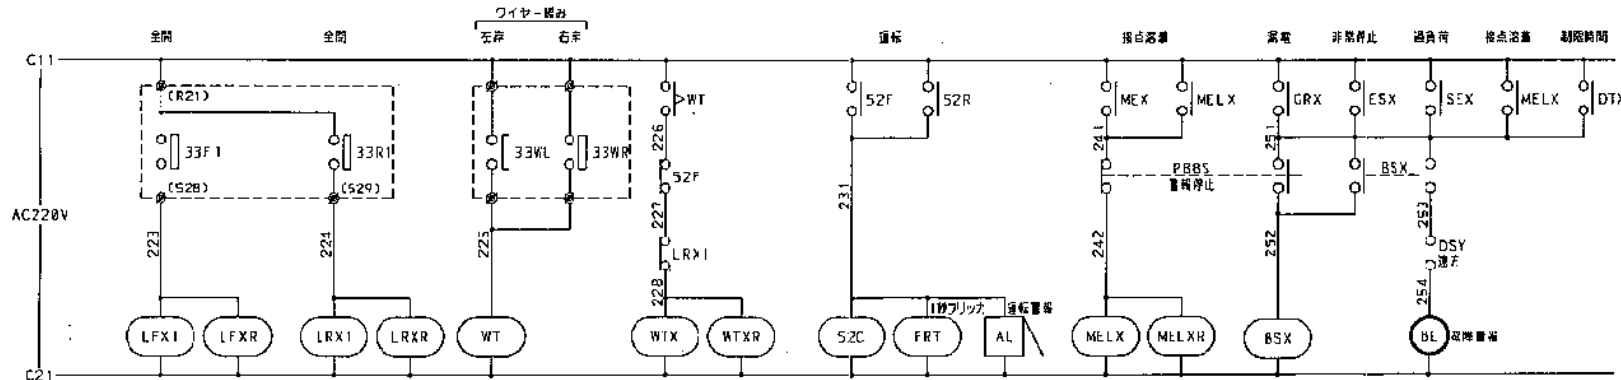 ワイヤー緩み
全開 全閉 左岸 右岸 運転 接点溶着 漏電 非常停止 過負荷 接点溶着 制限時間
C11
(R21) WT 52F 52R MEX MELX GRX ESX SEX MELX DTX
226 241 251
33F1 33R1 33WL 33WR
52F PBBS BSX
警報停止
(S28) (S29) 231
AC220V
223 224 225 227 242 252 253
LRX1 DSY
遠方
228 254
1秒フリッカ 運転警報
LFX1 LFXR LRX1 LRXR WT WTX WTXR 52C FRT AL MELX MELXR BSX BL 故障警報
C21